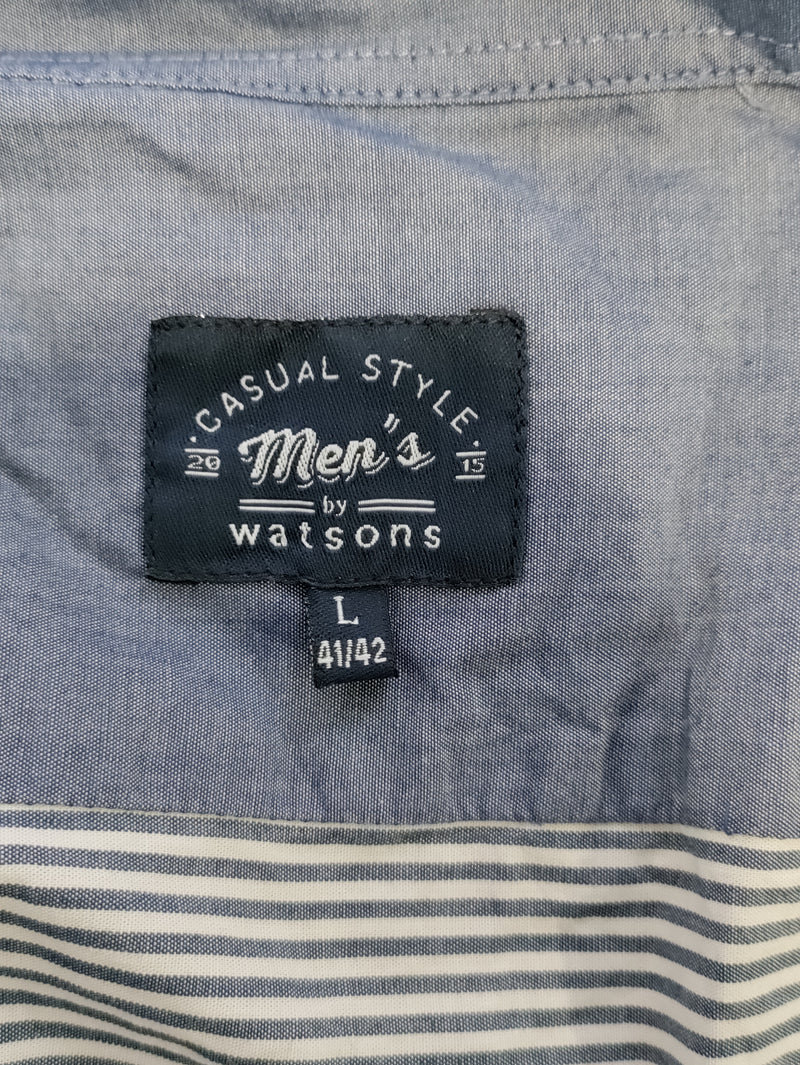 · CASUAL STYLE ·
20 Men"s 15
by
watsons
L
41/42